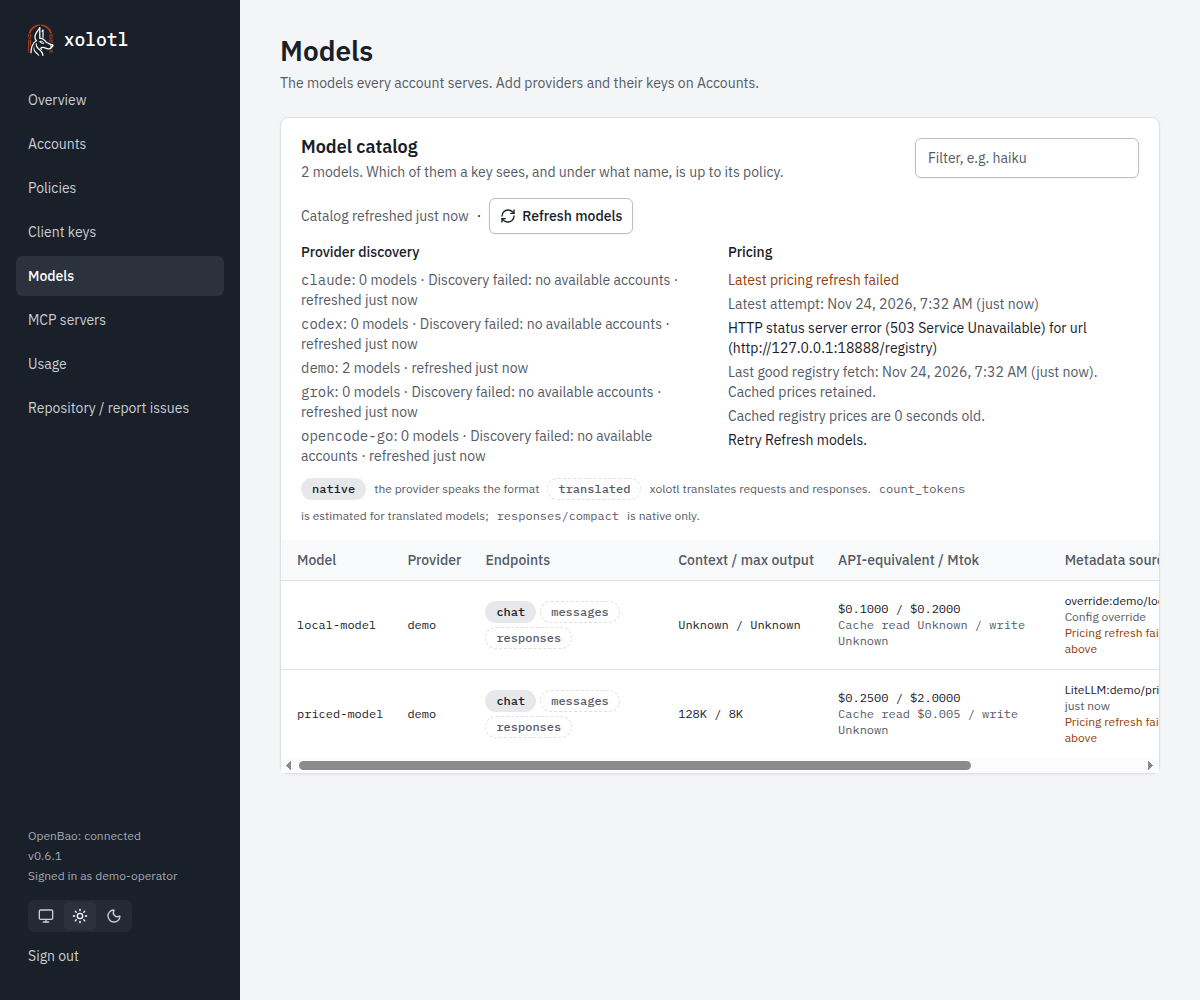 xolotl
Overview
Accounts
Policies
Client keys
Models
MCP servers
Usage
Repository / report issues
OpenBao: connected
v0.6.1
Signed in as demo-operator
Sign out
Models
The models every account serves. Add providers and their keys on Accounts.
Model catalog
2 models. Which of them a key sees, and under what name, is up to its policy.
Filter, e.g. haiku
Catalog refreshed just now · Refresh models
Provider discovery
claude: 0 models · Discovery failed: no available accounts ·
refreshed just now
codex: 0 models · Discovery failed: no available accounts ·
refreshed just now
demo: 2 models · refreshed just now
grok: 0 models · Discovery failed: no available accounts ·
refreshed just now
opencode-go: 0 models · Discovery failed: no available
accounts · refreshed just now
Pricing
Latest pricing refresh failed
Latest attempt: Nov 24, 2026, 7:32 AM (just now)
HTTP status server error (503 Service Unavailable) for url
(http://127.0.0.1:18888/registry)
Last good registry fetch: Nov 24, 2026, 7:32 AM (just now).
Cached prices retained.
Cached registry prices are 0 seconds old.
Retry Refresh models.
native the provider speaks the format translated xolotl translates requests and responses. count_tokens
is estimated for translated models; responses/compact is native only.
Model Provider Endpoints Context / max output API-equivalent / Mtok Metadata
local-model demo chat messages responses Unknown / Unknown $0.1000 / $0.2000
Cache read Unknown / write
Unknown
override:demo/
Config override
Pricing refresh
above
priced-model demo chat messages responses 128K / 8K $0.2500 / $2.0000
Cache read $0.005 / write
Unknown
LiteLLM:demo/
just now
Pricing refresh
above